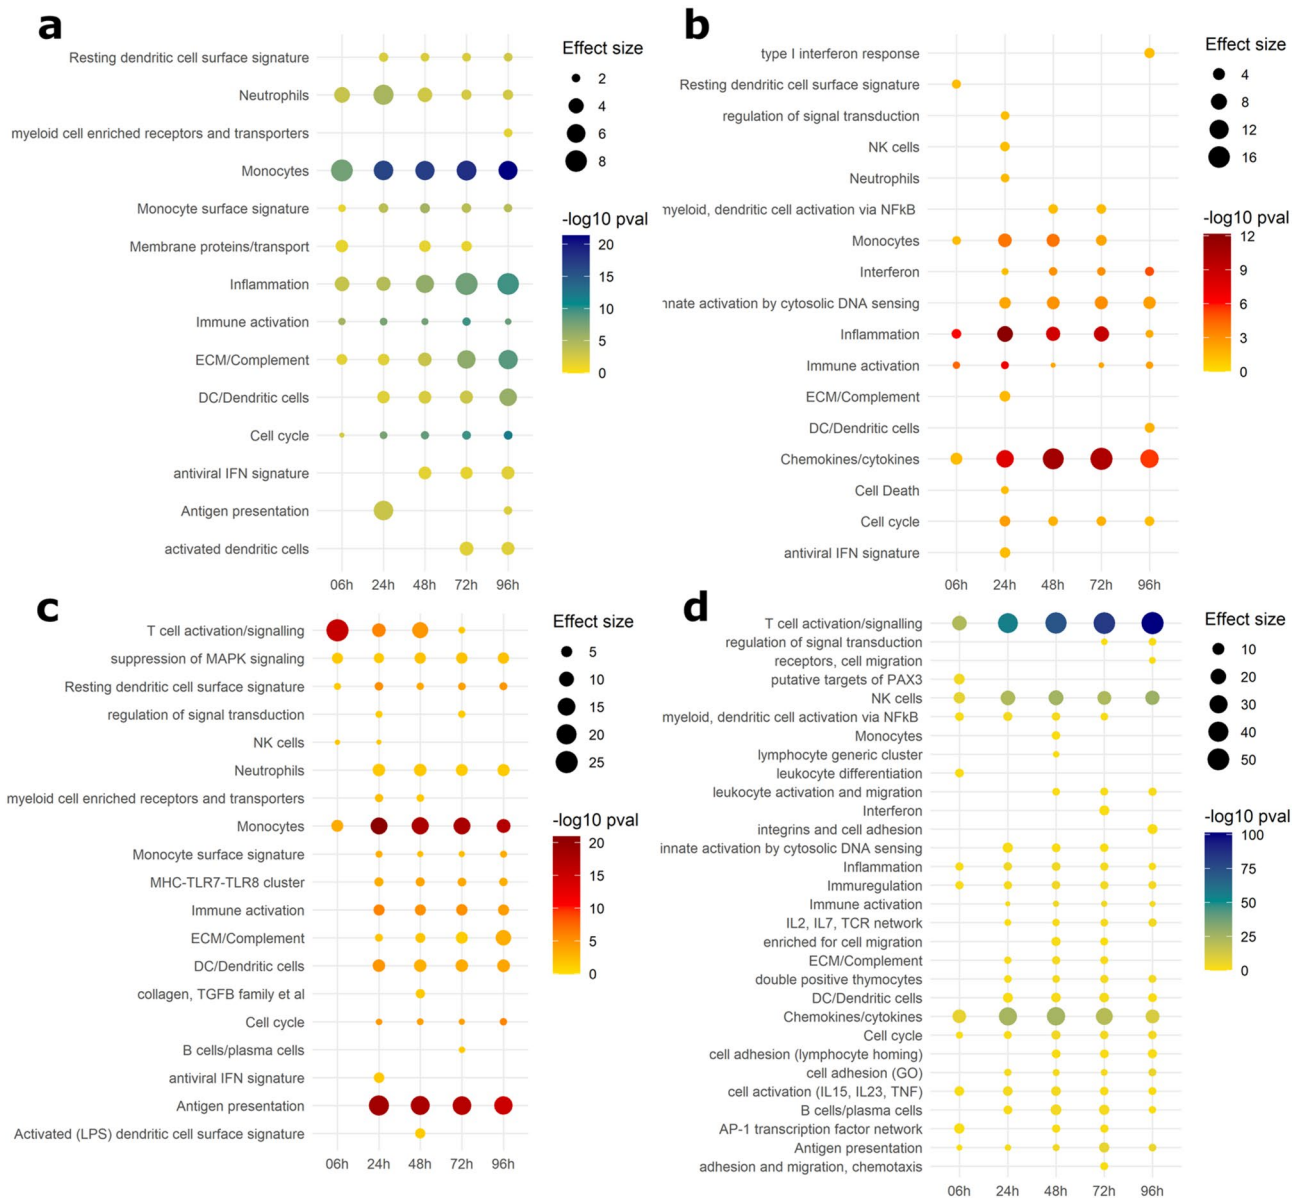 a
Resting dendritic cell surface signature
Neutrophils
myeloid cell enriched receptors and transporters
Monocytes
Monocyte surface signature
Membrane proteins/transport
Inflammation
Immune activation
ECM/Complement
DC/Dendritic cells
Cell cycle
antiviral IFN signature
Antigen presentation
activated dendritic cells
06h 24h 48h 72h 96h
Effect size
2
4
6
8
-log10 pval
20
15
10
5
0
b
type I interferon response
Resting dendritic cell surface signature
regulation of signal transduction
NK cells
Neutrophils
myeloid, dendritic cell activation via NFkB
Monocytes
Interferon
nnate activation by cytosolic DNA sensing
Inflammation
Immune activation
ECM/Complement
DC/Dendritic cells
Chemokines/cytokines
Cell Death
Cell cycle
antiviral IFN signature
06h 24h 48h 72h 96h
Effect size
4
8
12
16
-log10 pval
12
9
6
3
0
c
T cell activation/signalling
suppression of MAPK signaling
Resting dendritic cell surface signature
regulation of signal transduction
NK cells
Neutrophils
myeloid cell enriched receptors and transporters
Monocytes
Monocyte surface signature
MHC-TLR7-TLR8 cluster
Immune activation
ECM/Complement
DC/Dendritic cells
collagen, TGFB family et al
Cell cycle
B cells/plasma cells
antiviral IFN signature
Antigen presentation
Activated (LPS) dendritic cell surface signature
06h 24h 48h 72h 96h
Effect size
5
10
15
20
25
-log10 pval
20
15
10
5
0
d
T cell activation/signalling
regulation of signal transduction
receptors, cell migration
putative targets of PAX3
NK cells
myeloid, dendritic cell activation via NFkB
Monocytes
lymphocyte generic cluster
leukocyte differentiation
leukocyte activation and migration
Interferon
integrins and cell adhesion
innate activation by cytosolic DNA sensing
Inflammation
Immuregulation
Immune activation
IL2, IL7, TCR network
enriched for cell migration
ECM/Complement
double positive thymocytes
DC/Dendritic cells
Chemokines/cytokines
Cell cycle
cell adhesion (lymphocyte homing)
cell adhesion (GO)
cell activation (IL15, IL23, TNF)
B cells/plasma cells
AP-1 transcription factor network
Antigen presentation
adhesion and migration, chemotaxis
06h 24h 48h 72h 96h
Effect size
10
20
30
40
50
-log10 pval
100
75
50
25
0